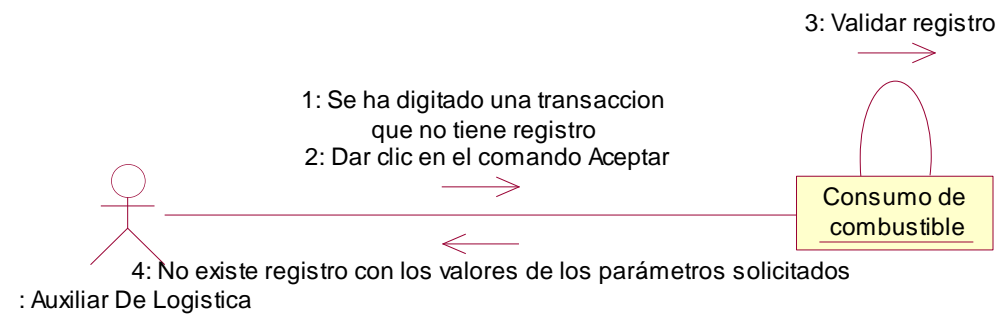 3: Validar registro
1: Se ha digitado una transaccion
que no tiene registro
2: Dar clic en el comando Aceptar
Consumo de
combustible
4: No existe registro con los valores de los parámetros solicitados
: Auxiliar De Logistica